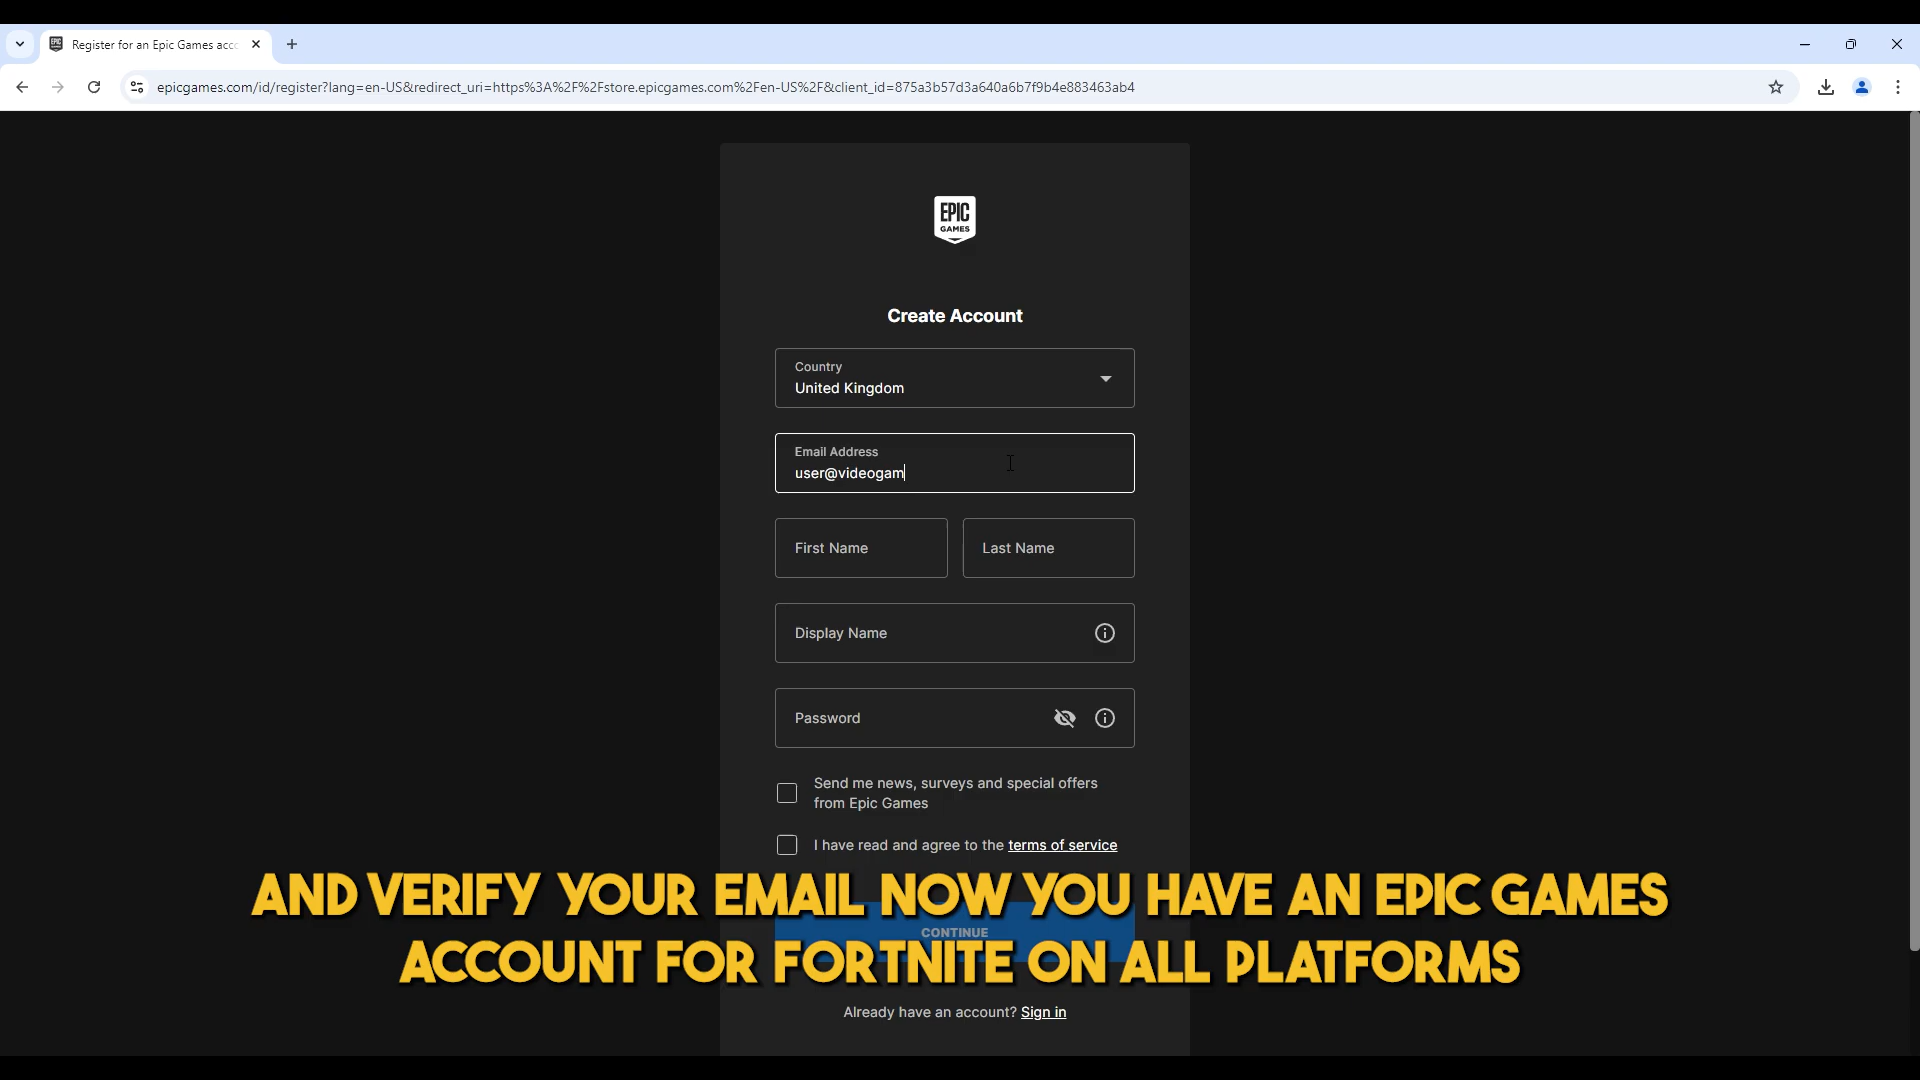 Register for an Epic Games acc
epicgames.com/id/register?lang=en-US&redirect_uri=https%3A%2F%2Fstore.epicgames.com%2Fen-US%2F&client_id=875a3b57d3a640a6b7f9b4e883463ab4
EPIC
GAMES
Create Account
Country
United Kingdom
Email Address
user@videogam
First Name Last Name
Display Name
Password
Send me news, surveys and special offers
from Epic Games
I have read and agree to the terms of service
AND VERIFY YOUR EMAIL NOW YOU HAVE AN EPIC GAMES
CONTINUE
ACCOUNT FOR FORTNITE ON ALL PLATFORMS
Already have an account? Sign in